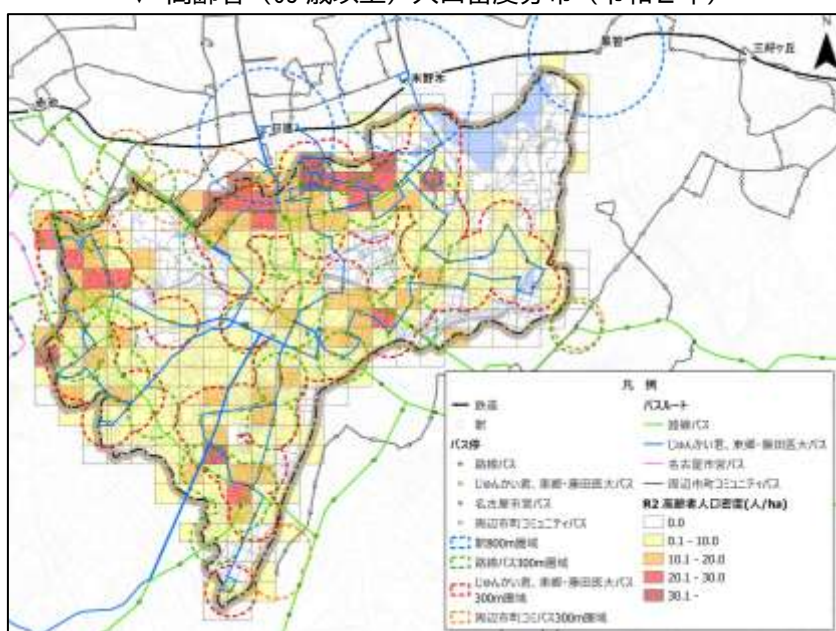 高齢者（65歳以上）人口密度分布（令和2年）
米野木
黒笹
三好ヶ丘
日進
赤池
凡 例
鉄道
駅
バス停
路線バス
じゅんかい君、東郷・藤田医大バス
名古屋市営バス
周辺市町コミュニティバス
駅800m圏域
路線バス300m圏域
じゅんかい君、東郷・藤田医大バス
300m圏域
周辺市町コミバス300m圏域
バスルート
路線バス
じゅんかい君、東郷・藤田医大バス
名古屋市営バス
周辺市町コミュニティバス
R2 高齢者人口密度(人/ha)
0.0
0.1 - 10.0
10.1 - 20.0
20.1 - 30.0
30.1 -